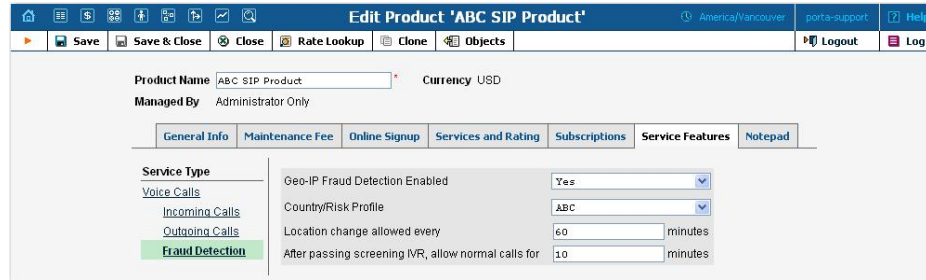 Edit Product 'ABC SIP Product' America/Vancouver porta-support Help
Save Save & Close Close Rate Lookup Clone Objects Logout Log
Product Name ABC SIP Product * Currency USD
Managed By Administrator Only
General Info Maintenance Fee Online Signup Services and Rating Subscriptions Service Features Notepad
Service Type
Voice Calls
Incoming Calls
Outgoing Calls
Fraud Detection
Geo-IP Fraud Detection Enabled Yes
Country/Risk Profile ABC
Location change allowed every 60 minutes
After passing screening IVR, allow normal calls for 10 minutes